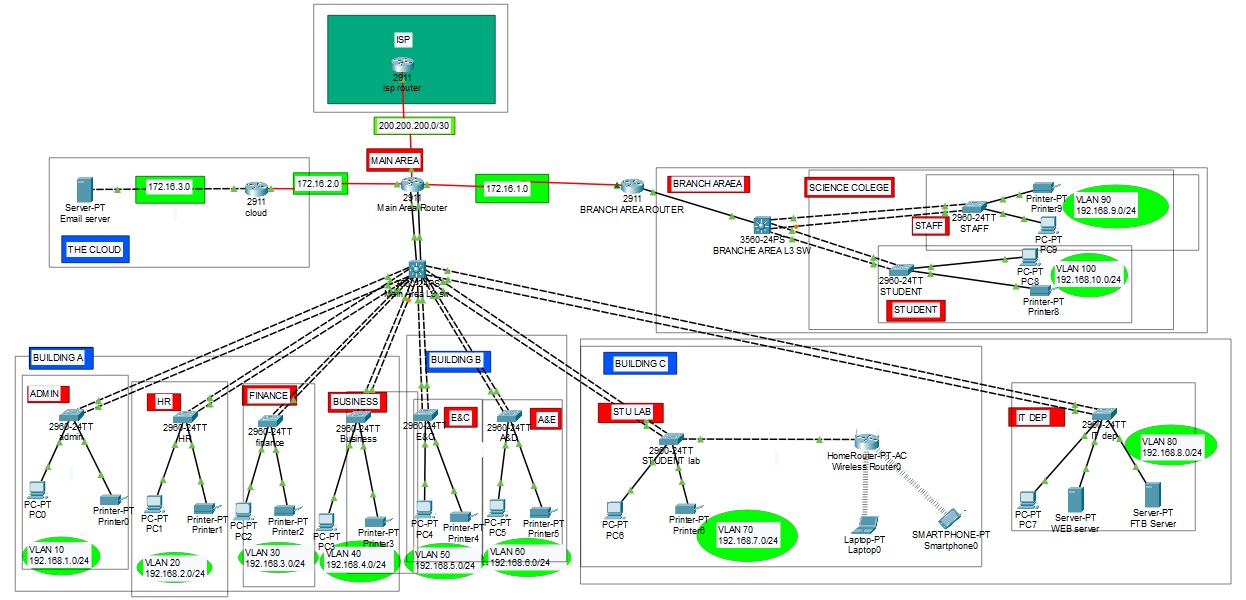 ISP
2911
isp router
200.200.200.0/30
MAIN AREA
172.16.3.0
172.16.2.0
172.16.1.0
Server-PT
Email server
2911
cloud
THE CLOUD
2911
Main Area Router
2911
BRANCH AREA ROUTER
BRANCH ARAEA
SCIENCE COLEGE
3560-24PS
BRANCHE AREA L3 SW
STAFF
2960-24TT
STAFF
Printer-PT
Printer9
PC-PT
PC9
VLAN 90
192.168.9.0/24
2960-24TT
STUDENT
STUDENT
PC-PT
PC8
Printer-PT
Printer8
VLAN 100
192.168.10.0/24
BUILDING A
ADMIN
2960-24TT
admin
PC-PT
PC0
Printer-PT
Printer0
VLAN 10
192.168.1.0/24
HR
2960-24TT
HR
PC-PT
PC1
Printer-PT
Printer1
VLAN 20
192.168.2.0/24
FINANCE
2960-24TT
finance
PC-PT
PC2
Printer-PT
Printer2
VLAN 30
192.168.3.0/24
BUSINESS
2960-24TT
Business
PC-PT
PC3
Printer-PT
Printer3
VLAN 40
192.168.4.0/24
BUILDING B
E&C
2960-24TT
E&C
PC-PT
PC4
Printer-PT
Printer4
VLAN 50
192.168.5.0/24
A&E
2960-24TT
A&D
PC-PT
PC5
Printer-PT
Printer5
VLAN 60
192.168.6.0/24
BUILDING C
STU LAB
2960-24TT
STUDENT lab
PC-PT
PC6
Printer-PT
Printer6
VLAN 70
192.168.7.0/24
HomeRouter-PT-AC
Wireless Router0
Laptop-PT
Laptop0
SMARTPHONE-PT
Smartphone0
IT DEP
2960-24TT
IT dep
PC-PT
PC7
Server-PT
WEB server
Server-PT
FTB Server
VLAN 80
192.168.8.0/24